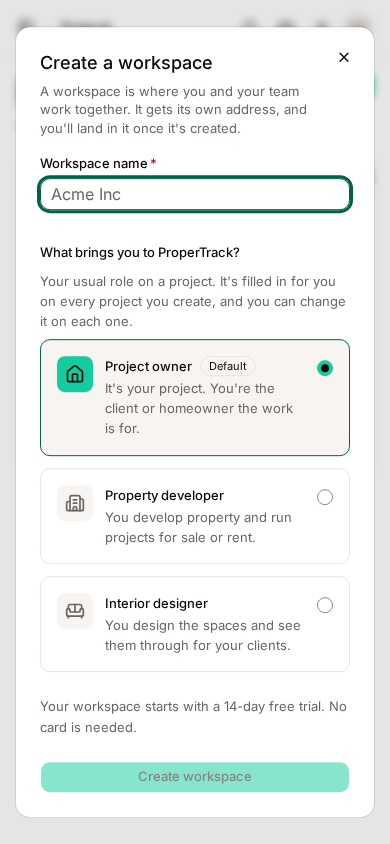 Create a workspace
A workspace is where you and your team
work together. It gets its own address, and
you'll land in it once it's created.
Workspace name*
Acme Inc
What brings you to ProperTrack?
Your usual role on a project. It's filled in for you
on every project you create, and you can change
it on each one.
Project owner Default
It's your project. You're the
client or homeowner the work
is for.
Property developer
You develop property and run
projects for sale or rent.
Interior designer
You design the spaces and see
them through for your clients.
Your workspace starts with a 14-day free trial. No
card is needed.
Create workspace